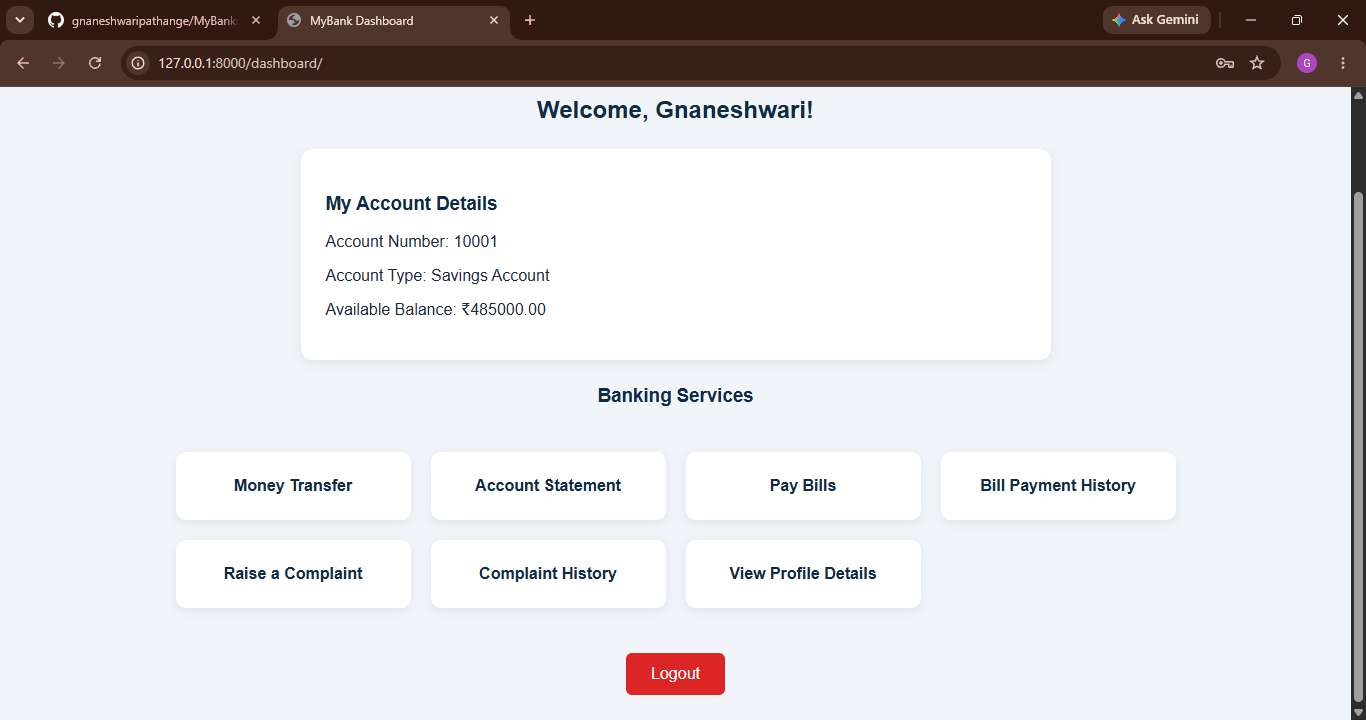 gnaneshwaripathange/MyBank
MyBank Dashboard
Ask Gemini
127.0.0.1:8000/dashboard/
G
Welcome, Gnaneshwari!
My Account Details
Account Number: 10001
Account Type: Savings Account
Available Balance: ₹485000.00
Banking Services
Money Transfer
Account Statement
Pay Bills
Bill Payment History
Raise a Complaint
Complaint History
View Profile Details
Logout